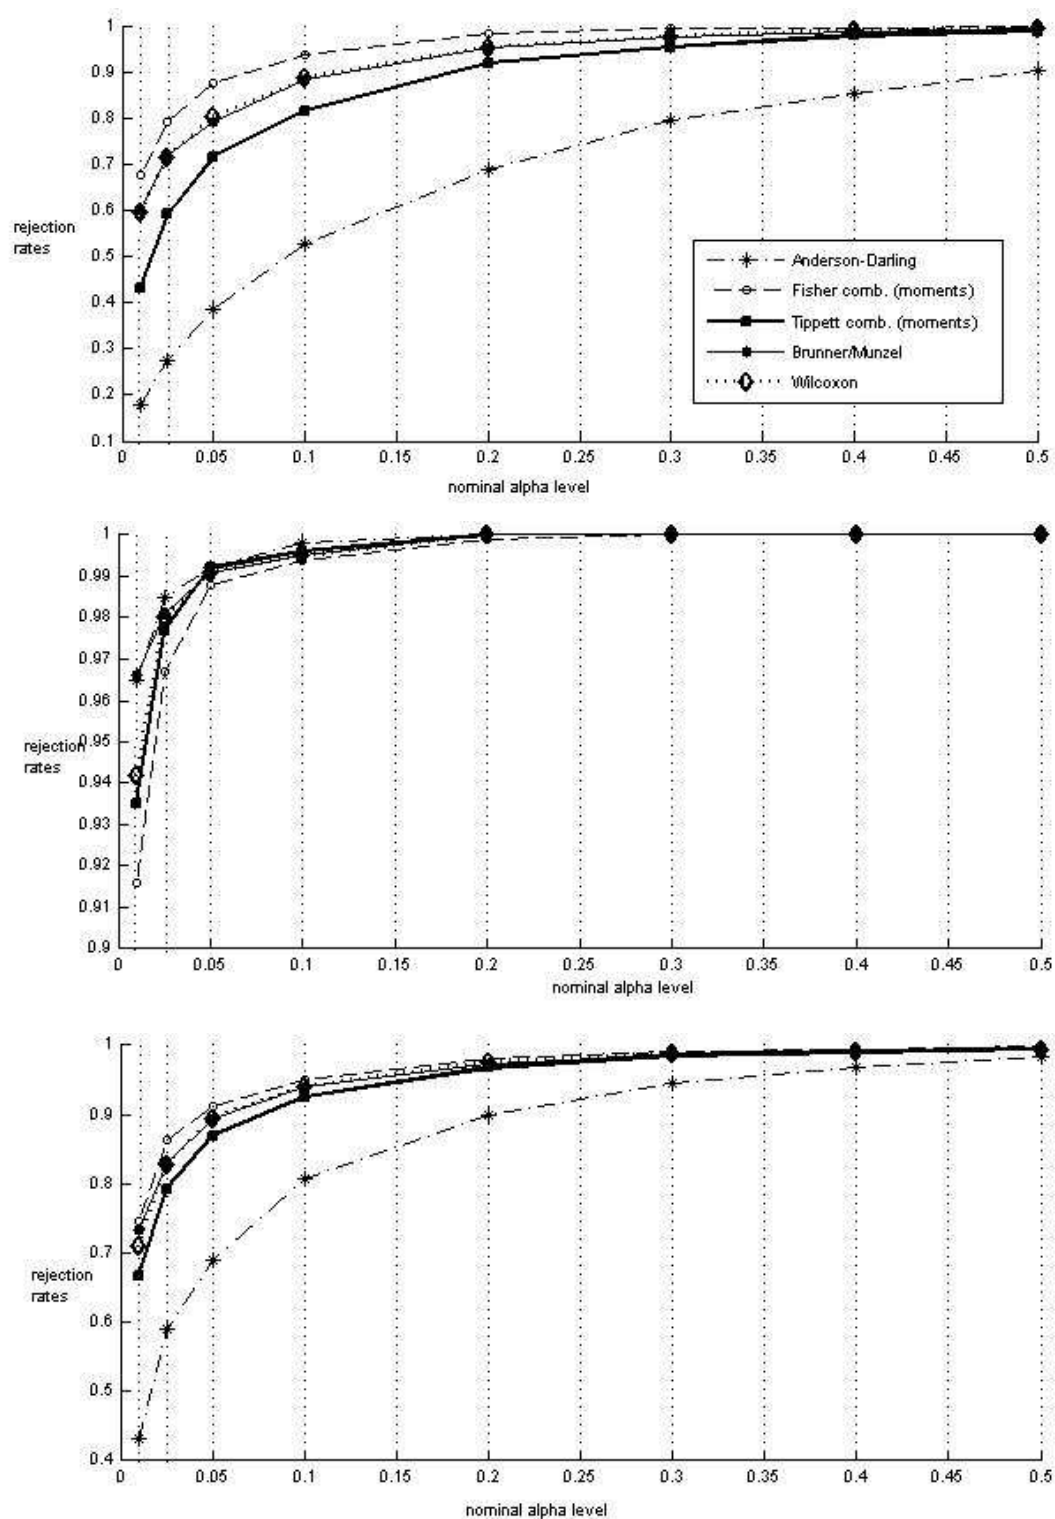 1
0.9
0.8
0.7
0.6
rejection
rates
0.5
0.4
0.3
0.2
0.1
Anderson-Darling
Fisher comb. (moments)
Tippett comb. (moments)
Brunner/Munzel
Wilcoxon
0 0.05 0.1 0.15 0.2 0.25 0.3 0.35 0.4 0.45 0.5
nominal alpha level
1
0.99
0.98
0.97
0.96
0.95
rejection
rates
0.94
0.93
0.92
0.91
0.9
0 0.05 0.1 0.15 0.2 0.25 0.3 0.35 0.4 0.45 0.5
nominal alpha level
1
0.9
0.8
0.7
rejection
rates
0.6
0.5
0.4
0 0.05 0.1 0.15 0.2 0.25 0.3 0.35 0.4 0.45 0.5
nominal alpha level